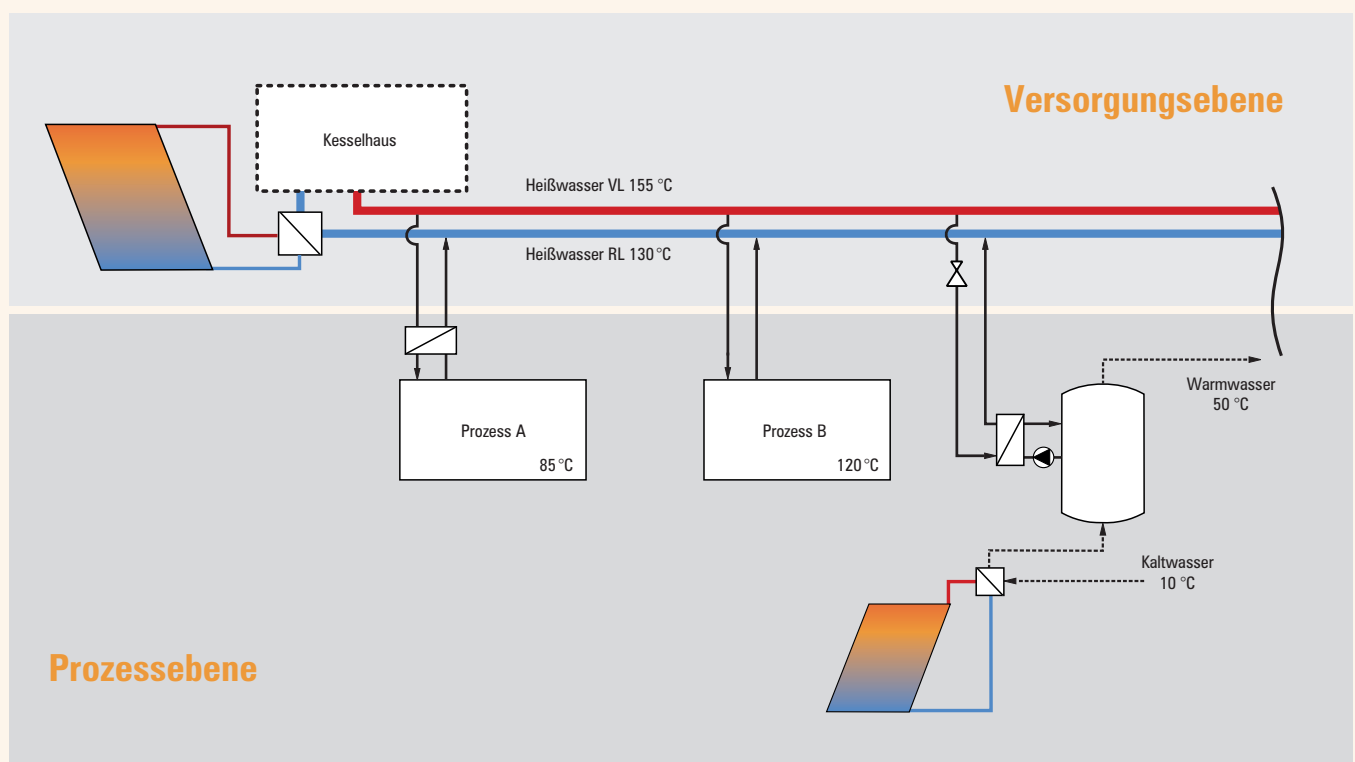 Versorgungsebene
Kesselhaus
Heißwasser VL 155 °C
Heißwasser RL 130 °C
Prozess A
85 °C
Prozess B
120 °C
Warmwasser
50 °C
Kaltwasser
10 °C
Prozessebene